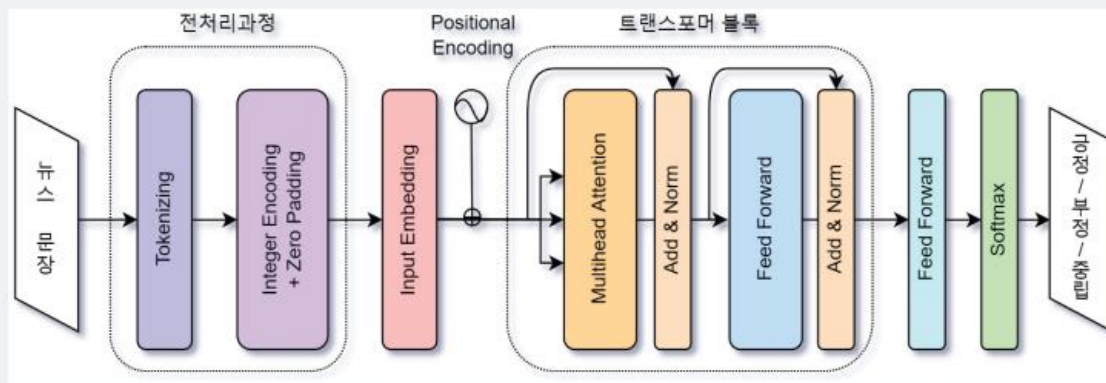 전처리과정
Positional
Encoding
트랜스포머 블록
뉴스 문장
Tokenizing
Integer Encoding
+ Zero Padding
Input Embedding
Multihead Attention
Add & Norm
Feed Forward
Add & Norm
Feed Forward
Softmax
긍정/부정/중립